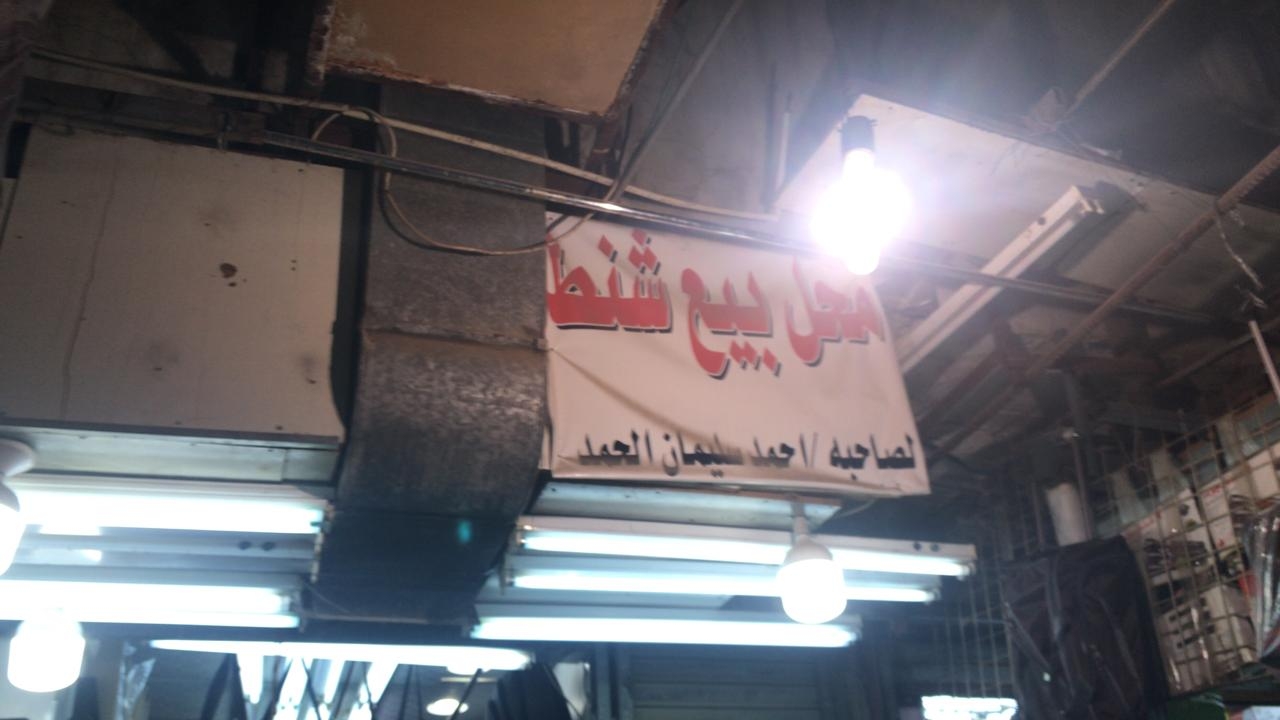 محل بيع شنط
لصاحبه / احمد سليمان الحمد